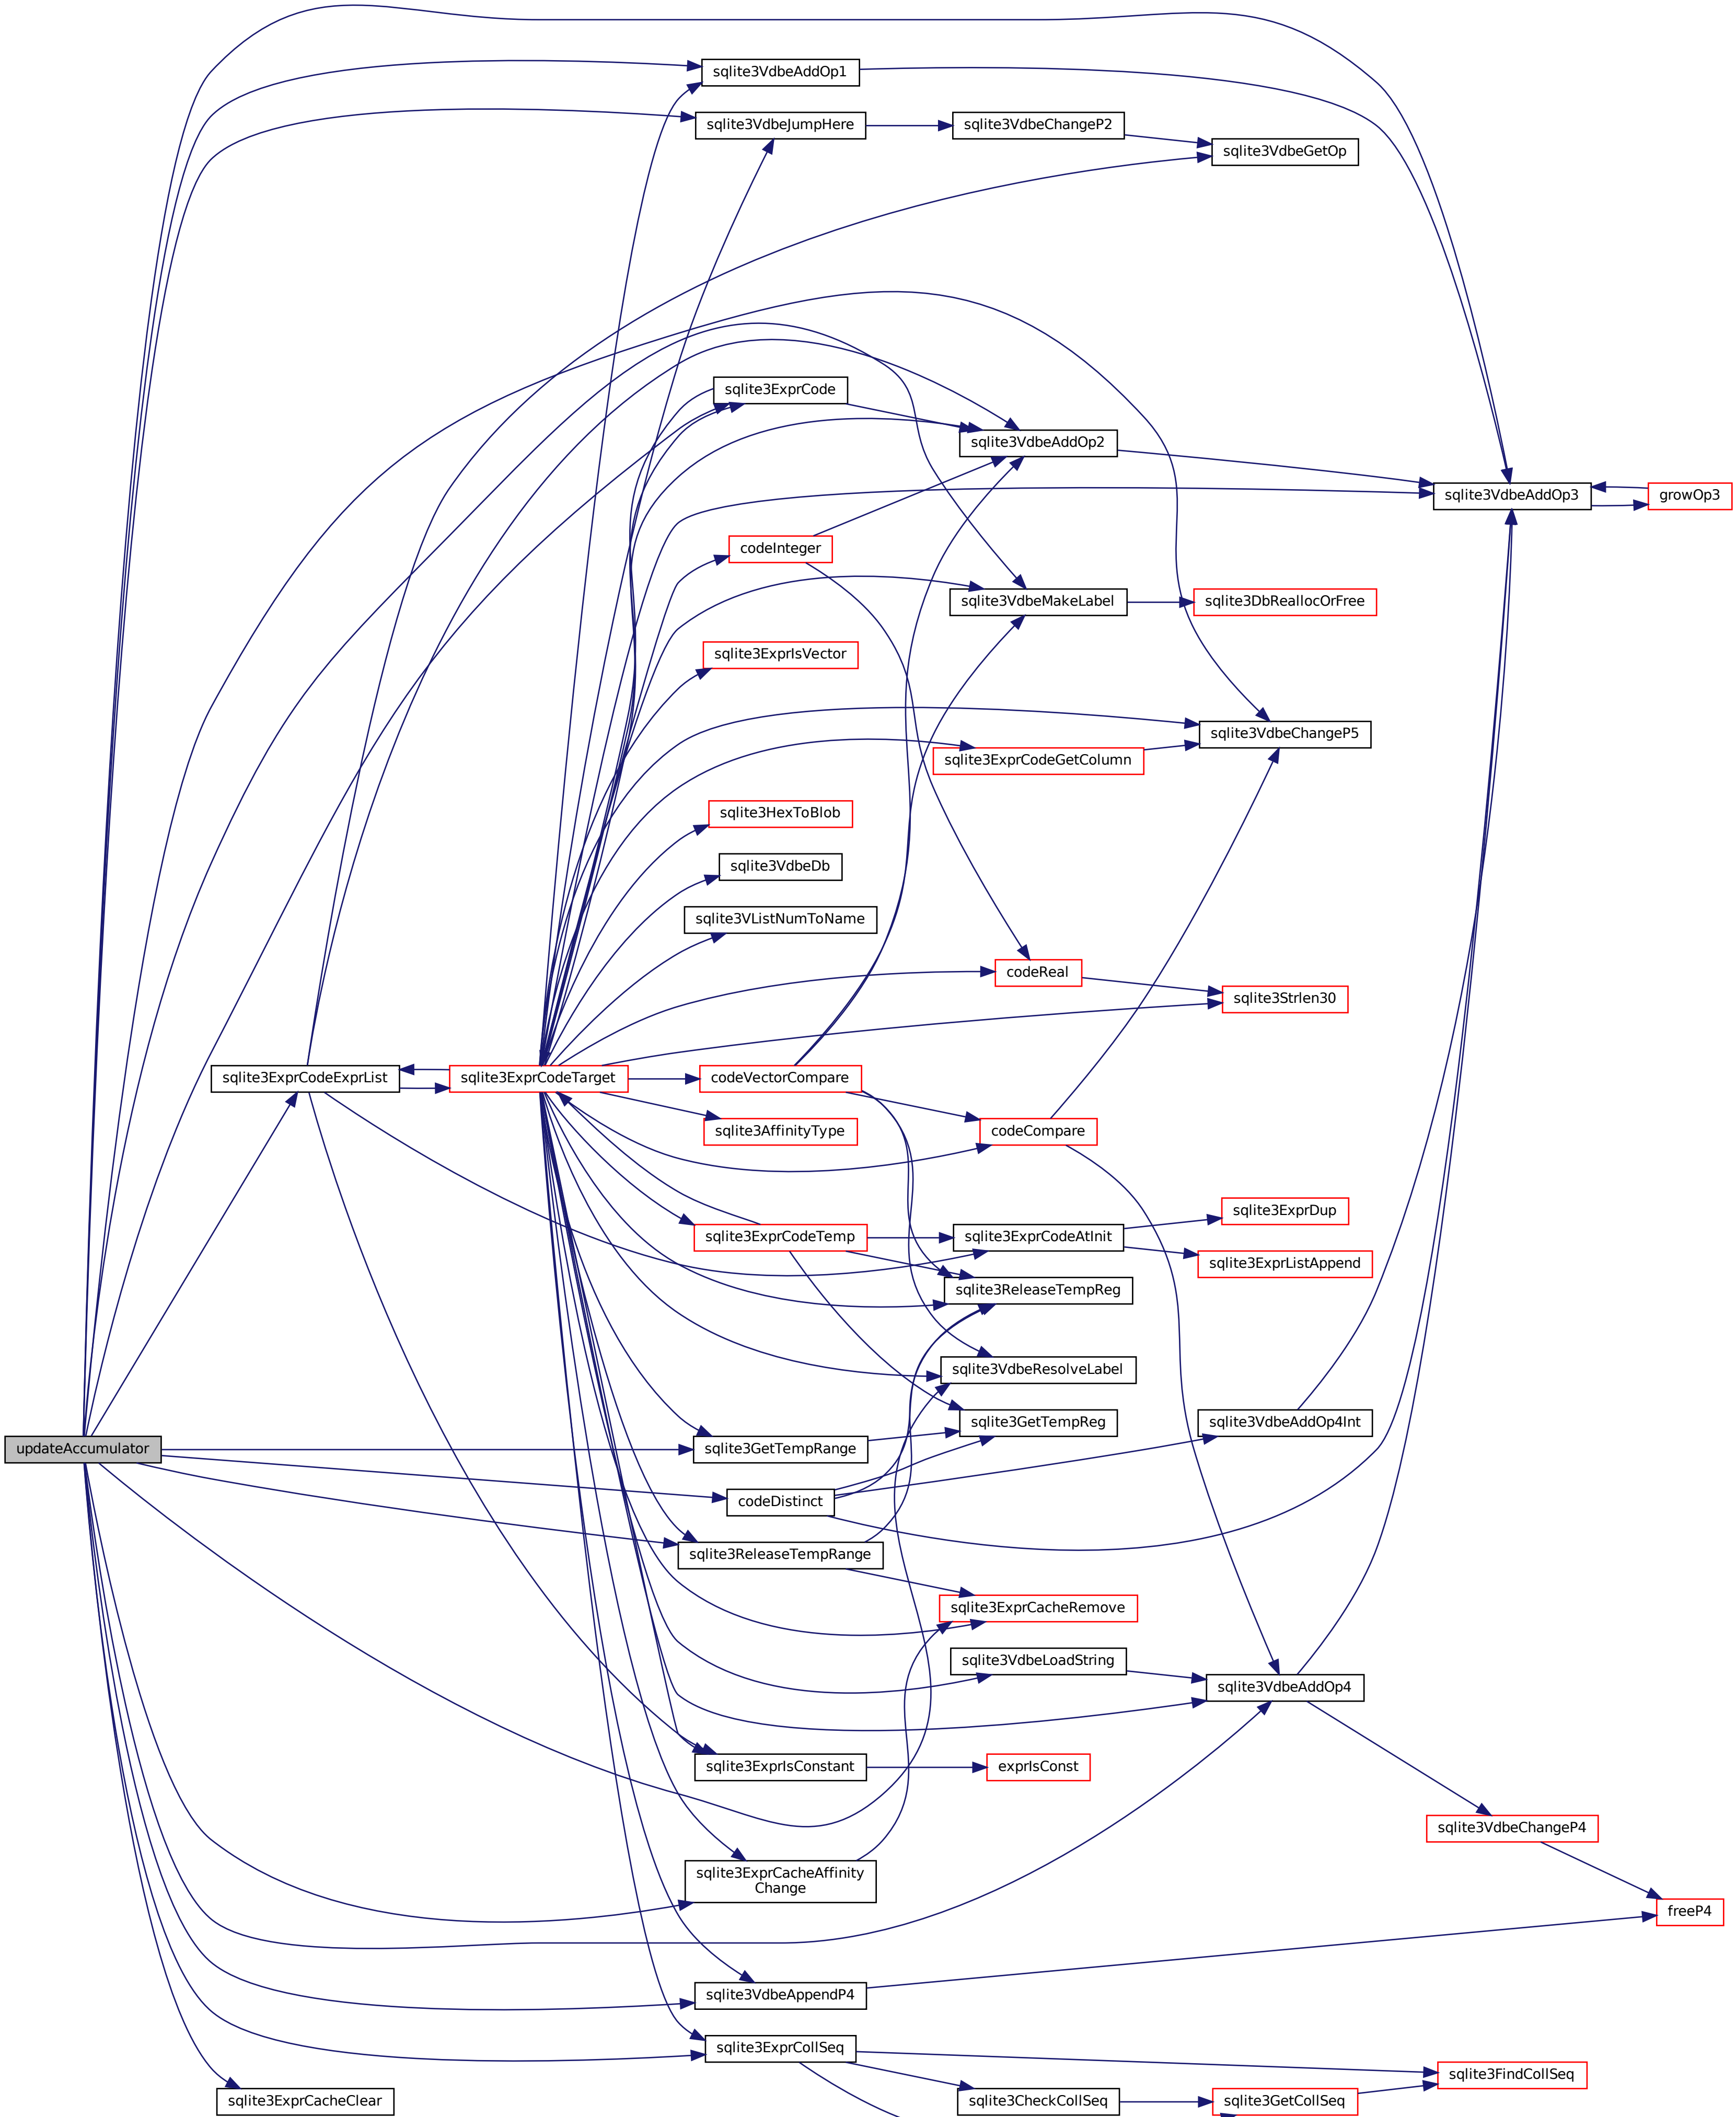 sqlite3VdbeAddOp1
sqlite3VdbeJumpHere
sqlite3VdbeChangeP2
sqlite3VdbeGetOp
sqlite3ExprCode
sqlite3VdbeAddOp2
sqlite3VdbeAddOp3
growOp3
codeInteger
sqlite3VdbeMakeLabel
sqlite3DbReallocOrFree
sqlite3ExprIsVector
sqlite3VdbeChangeP5
sqlite3ExprCodeGetColumn
sqlite3HexToBlob
sqlite3VdbeDb
sqlite3VListNumToName
codeReal
sqlite3Strlen30
sqlite3ExprCodeExprList
sqlite3ExprCodeTarget
codeVectorCompare
sqlite3AffinityType
codeCompare
sqlite3ExprDup
sqlite3ExprCodeTemp
sqlite3ExprCodeAtInit
sqlite3ExprListAppend
sqlite3ReleaseTempReg
sqlite3VdbeResolveLabel
sqlite3GetTempReg
sqlite3VdbeAddOp4Int
updateAccumulator
sqlite3GetTempRange
codeDistinct
sqlite3ReleaseTempRange
sqlite3ExprCacheRemove
sqlite3VdbeLoadString
sqlite3VdbeAddOp4
sqlite3ExprIsConstant
exprIsConst
sqlite3VdbeChangeP4
sqlite3ExprCacheAffinity
Change
freeP4
sqlite3VdbeAppendP4
sqlite3ExprCollSeq
sqlite3FindCollSeq
sqlite3ExprCacheClear
sqlite3CheckCollSeq
sqlite3GetCollSeq